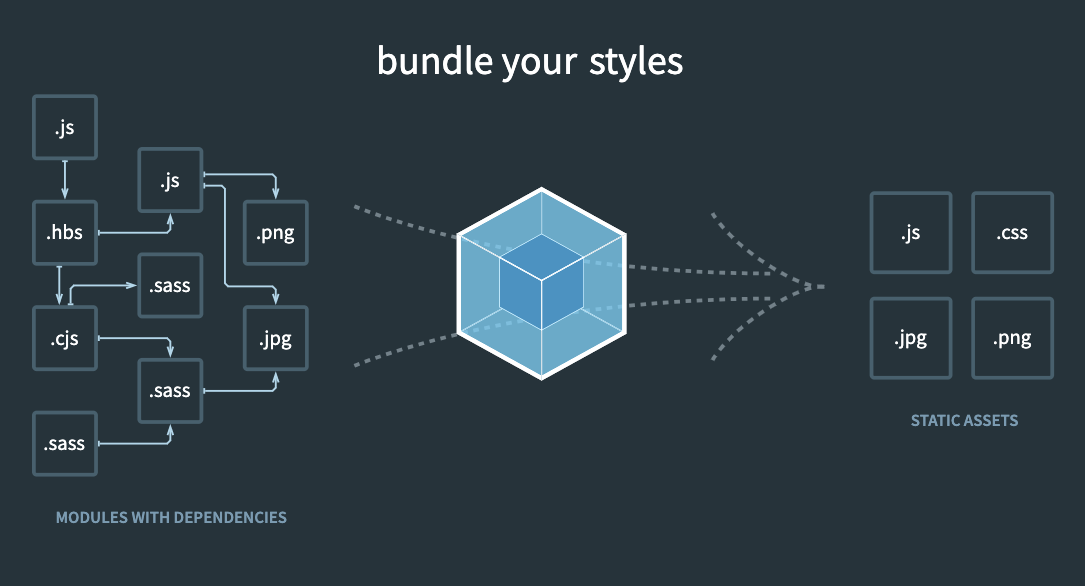 bundle your styles
.js
.js
.hbs
.png
.sass
.cjs
.jpg
.sass
.sass
MODULES WITH DEPENDENCIES
.js
.css
.jpg
.png
STATIC ASSETS